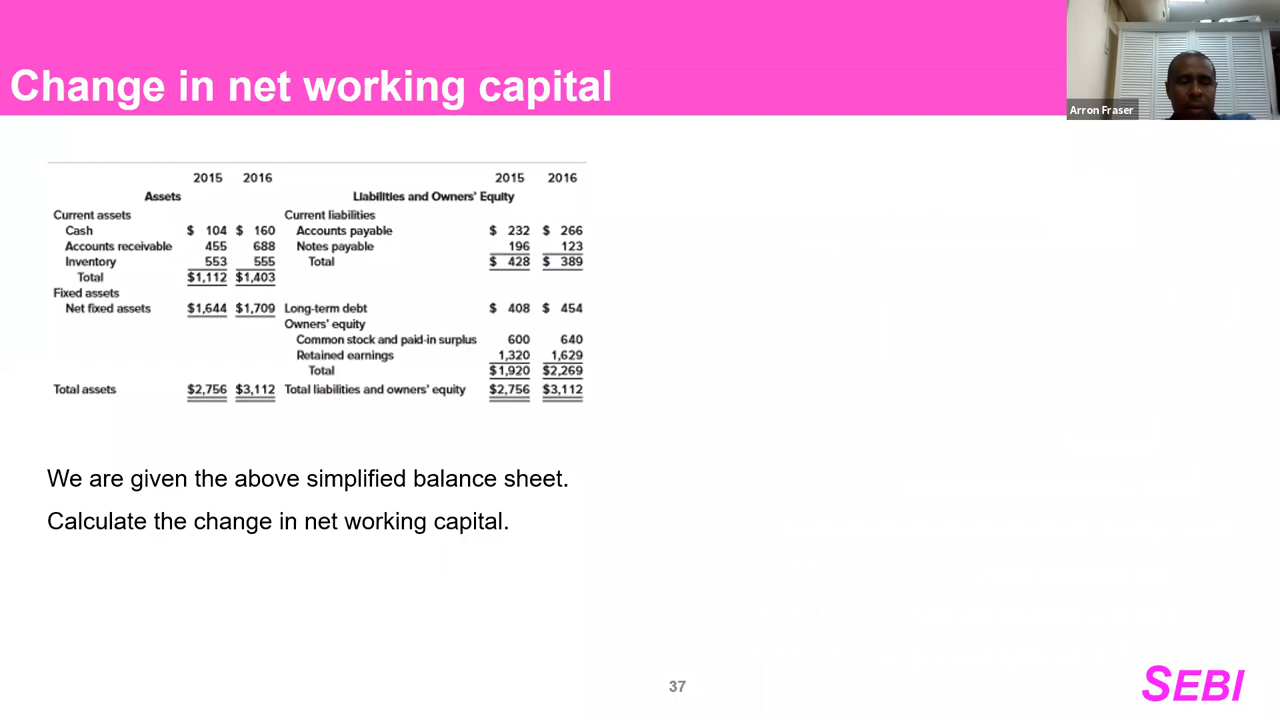 Change in net working capital
Arron Fraser
2015 2016 2015 2016
Assets Liabilities and Owners' Equity
Current assets Current liabilities
Cash $ 104 $ 160 Accounts payable $ 232 $ 266
Accounts receivable 455 688 Notes payable 196 123
Inventory 553 555 Total $ 428 $ 389
Total $1,112 $1,403
Fixed assets
Net fixed assets $1,644 $1,709 Long-term debt $ 408 $ 454
Owners' equity
Common stock and paid-in surplus 600 640
Retained earnings 1,320 1,629
Total $1,920 $2,269
Total assets $2,756 $3,112 Total liabilities and owners' equity $2,756 $3,112
We are given the above simplified balance sheet.
Calculate the change in net working capital.
37
SEBI